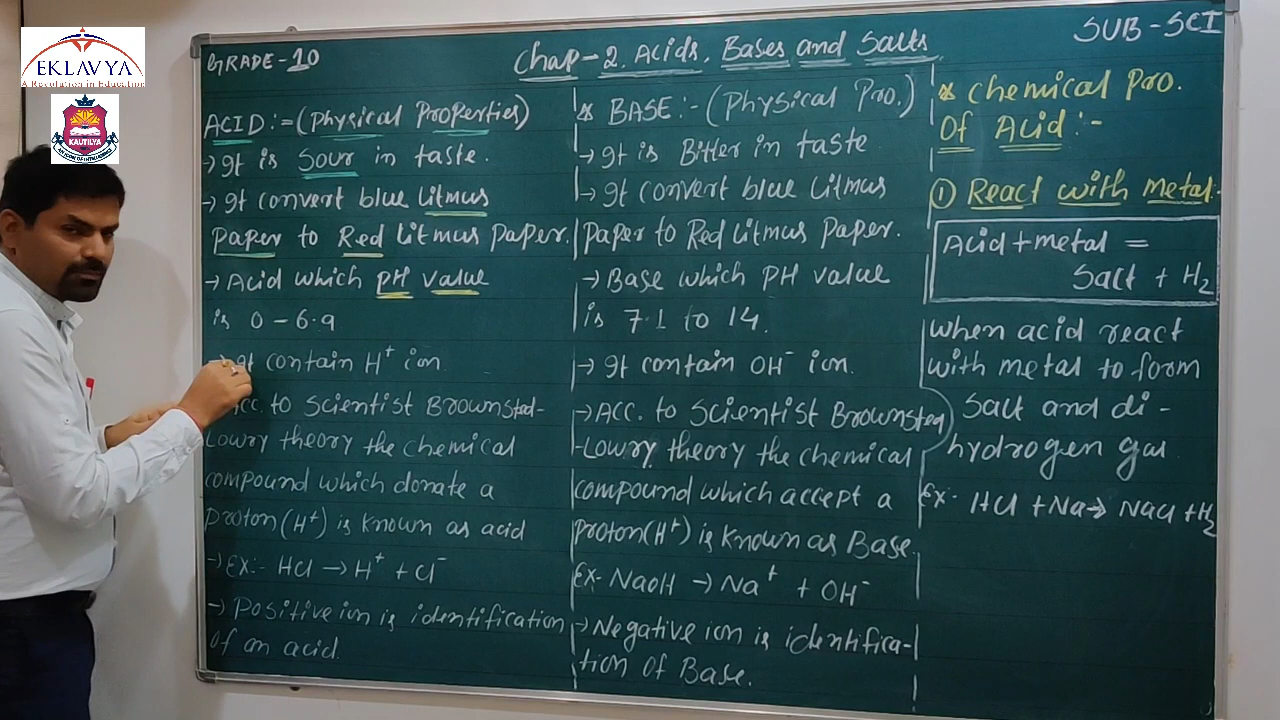 EKLAVYA
A Revolution in Education
KAUTILYA
GRADE-10
Chap-2. Acids, Bases and Salts
SUB-SCI
ACID:=(Physical Properties)
→ It is Sour in taste.
→ It convert blue litmus
paper to Red litmus paper.
→ Acid which pH value
is 0 - 6.9
→ It contain H⁺ ion
Acc. to Scientist Brownsted-
Lowry theory the chemical
compound which donate a
proton (H⁺) is known as acid
→ Ex:- HCl → H⁺ + Cl⁻
→ Positive ion is identification
of an acid.
* BASE:-(Physical Pro.)
→ It is Bitter in taste
→ It convert blue litmus
Paper to Red litmus Paper.
→ Base which PH value
is 7.1 to 14.
→ It contain OH⁻ ion.
→ Acc. to Scientist Brownsted
-Lowry theory the chemical
compound which accept a
proton(H⁺) is known as Base.
Ex- NaOH → Na⁺ + OH⁻
→ Negative ion is identifica-
tion of Base.
* Chemical Pro.
Of Acid:-
① React with metal:-
Acid + metal =
Salt + H₂
When acid react
with metal to form
Salt and di-
hydrogen gas
Ex- HCl + Na → NaCl + H₂